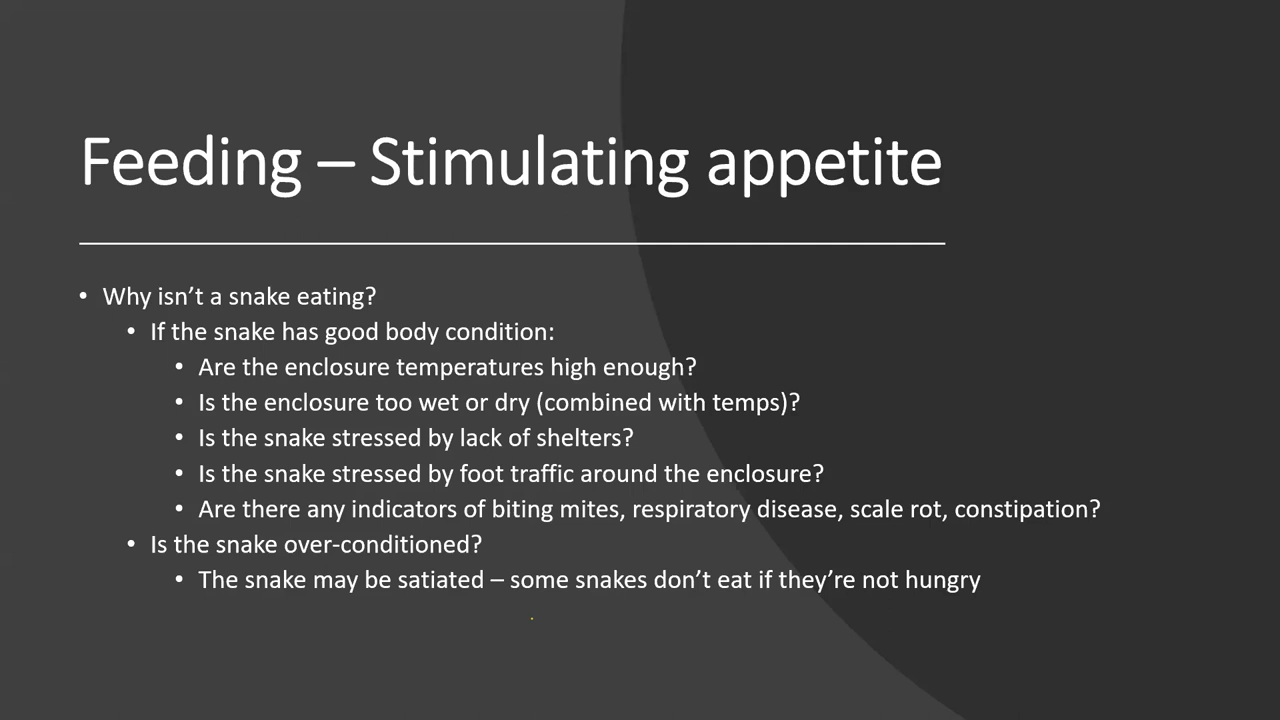 Feeding – Stimulating appetite
• Why isn’t a snake eating?
• If the snake has good body condition:
• Are the enclosure temperatures high enough?
• Is the enclosure too wet or dry (combined with temps)?
• Is the snake stressed by lack of shelters?
• Is the snake stressed by foot traffic around the enclosure?
• Are there any indicators of biting mites, respiratory disease, scale rot, constipation?
• Is the snake over-conditioned?
• The snake may be satiated – some snakes don’t eat if they’re not hungry